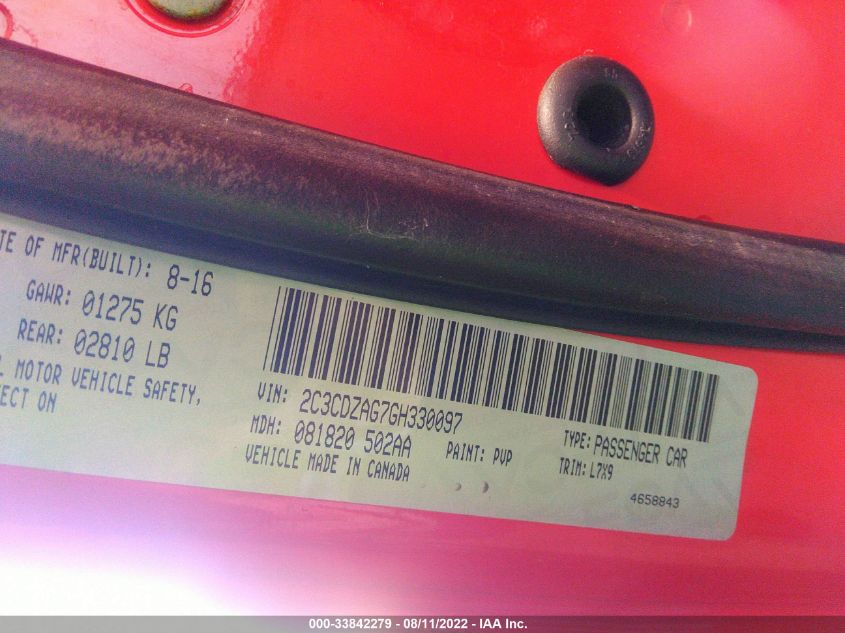 TE OF MFR(BUILT): 8-16
GAWR: 01275 KG
REAR: 02810 LB
MOTOR VEHICLE SAFETY,
ECT ON
VIN: 2C3CDZAG7GH330097
MDH: 081820 502AA
PAINT: PVP
VEHICLE MADE IN CANADA
TYPE: PASSENGER CAR
TRIM: L7X9
4658843
000-33842279 - 08/11/2022 - IAA Inc.